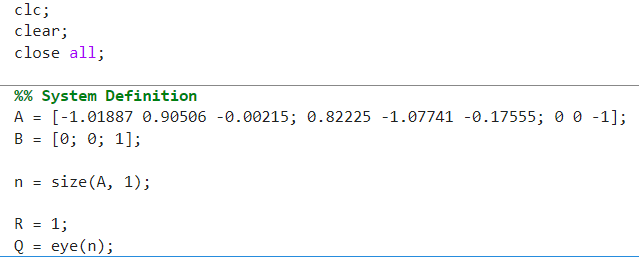 clc;
clear;
close all;
%% System Definition
A = [-1.01887 0.90506 -0.00215; 0.82225 -1.07741 -0.17555; 0 0 -1];
B = [0; 0; 1];
n = size(A, 1);
R = 1;
Q = eye(n);